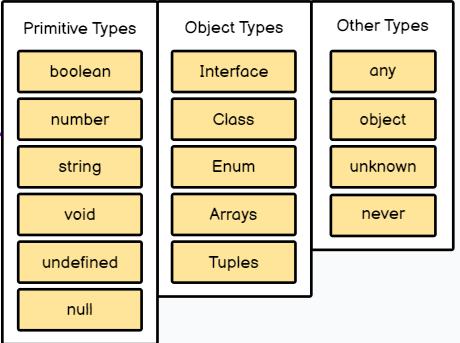 Primitive Types
boolean
number
string
void
undefined
null
Object Types
Interface
Class
Enum
Arrays
Tuples
Other Types
any
object
unknown
never